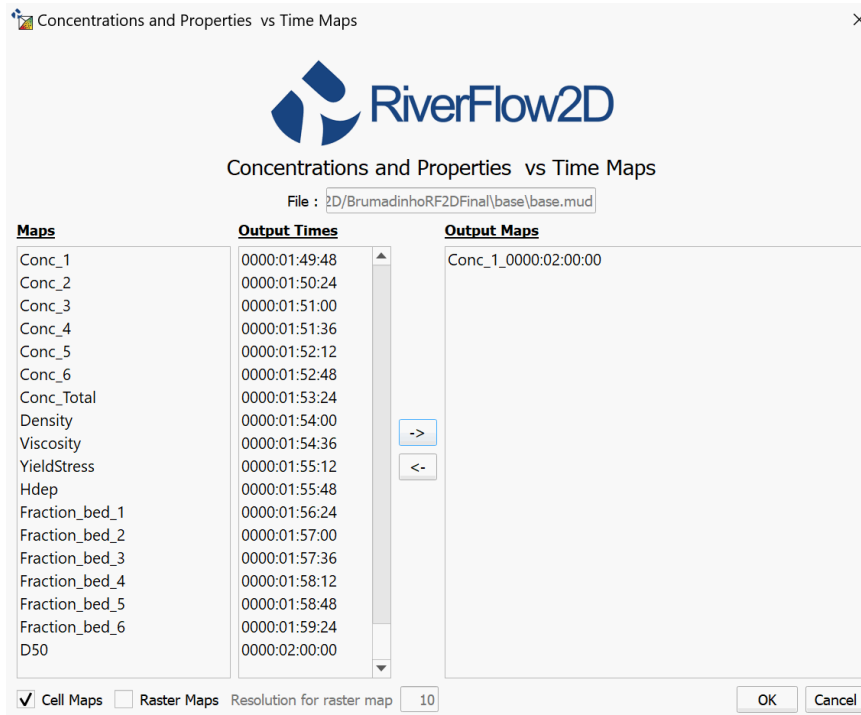 Concentrations and Properties vs Time Maps
RiverFlow2D
Concentrations and Properties vs Time Maps
File : 2D/BrumadinhoRF2DFinal\base\base.mud
Maps
Conc_1
Conc_2
Conc_3
Conc_4
Conc_5
Conc_6
Conc_Total
Density
Viscosity
YieldStress
Hdep
Fraction_bed_1
Fraction_bed_2
Fraction_bed_3
Fraction_bed_4
Fraction_bed_5
Fraction_bed_6
D50
Output Times
0000:01:49:48
0000:01:50:24
0000:01:51:00
0000:01:51:36
0000:01:52:12
0000:01:52:48
0000:01:53:24
0000:01:54:00
0000:01:54:36
0000:01:55:12
0000:01:55:48
0000:01:56:24
0000:01:57:00
0000:01:57:36
0000:01:58:12
0000:01:58:48
0000:01:59:24
0000:02:00:00
->
<-
Output Maps
Conc_1_0000:02:00:00
Cell Maps Raster Maps Resolution for raster map 10
OK Cancel